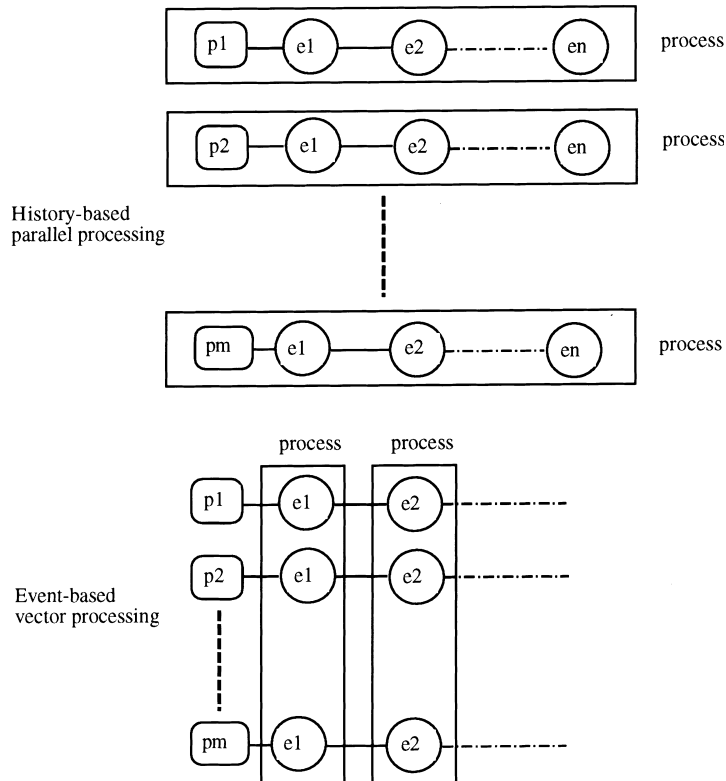 p1 e1 e2 en process
p2 e1 e2 en process
History-based
parallel processing
pm e1 e2 en process
process process
p1 e1 e2
p2 e1 e2
Event-based
vector processing
pm e1 e2